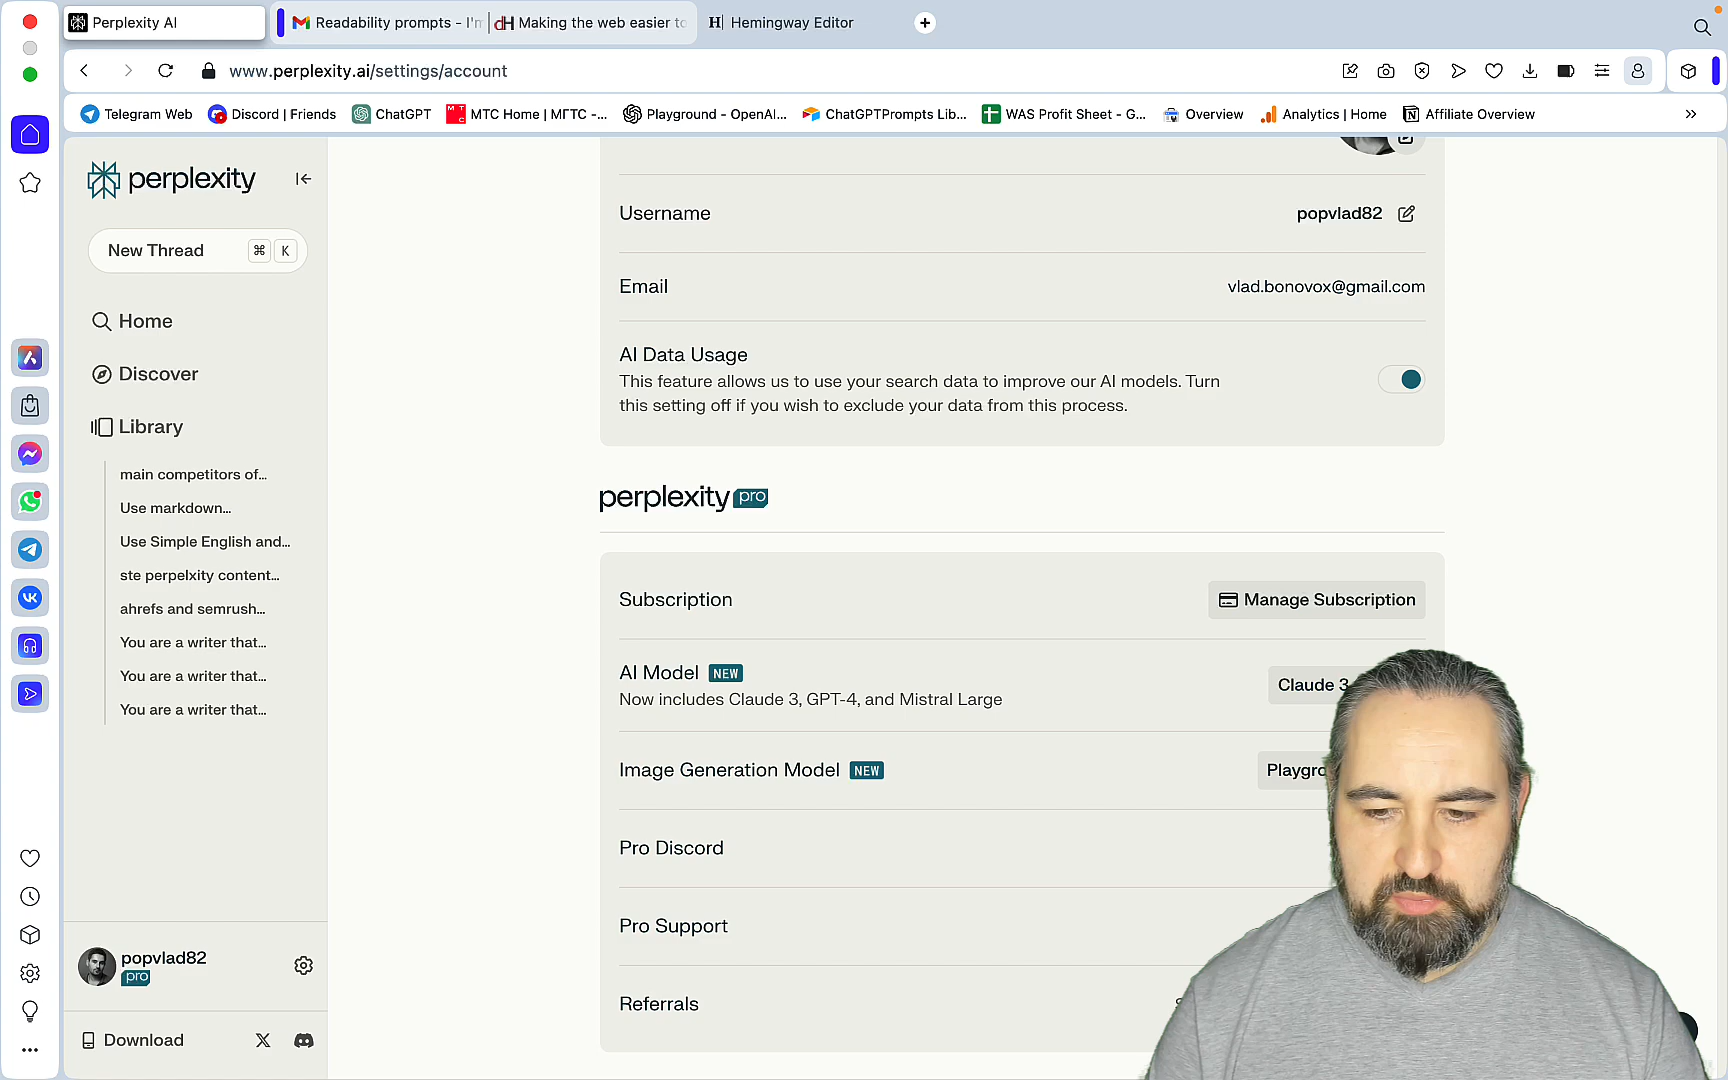 Perplexity AI
Readability prompts - I'm
dH Making the web easier to
H Hemingway Editor
www.perplexity.ai/settings/account
Telegram Web
Discord | Friends
ChatGPT
МТС Home | МГТС -...
Playground - OpenAI...
ChatGPTPrompts Lib...
WAS Profit Sheet - G...
Overview
Analytics | Home
Affiliate Overview
perplexity
New Thread
⌘ K
Home
Discover
Library
main competitors of...
Use markdown...
Use Simple English and...
ste perpelxity content...
ahrefs and semrush...
You are a writer that...
You are a writer that...
You are a writer that...
popvlad82
pro
Download
Username
popvlad82
Email
vlad.bonovox@gmail.com
AI Data Usage
This feature allows us to use your search data to improve our AI models. Turn
this setting off if you wish to exclude your data from this process.
perplexity pro
Subscription
Manage Subscription
AI Model NEW
Now includes Claude 3, GPT-4, and Mistral Large
Claude 3
Image Generation Model NEW
Playgro
Pro Discord
Pro Support
Referrals